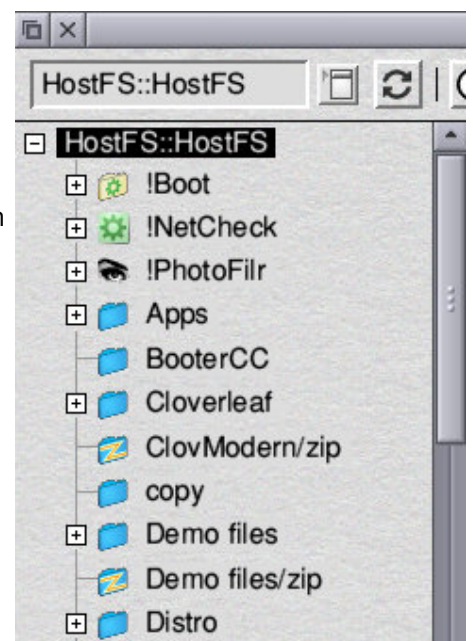 HostFS::HostFS
HostFS::HostFS
!Boot
!NetCheck
!PhotoFilr
Apps
BooterCC
Cloverleaf
ClovModern/zip
copy
Demo files
Demo files/zip
Distro